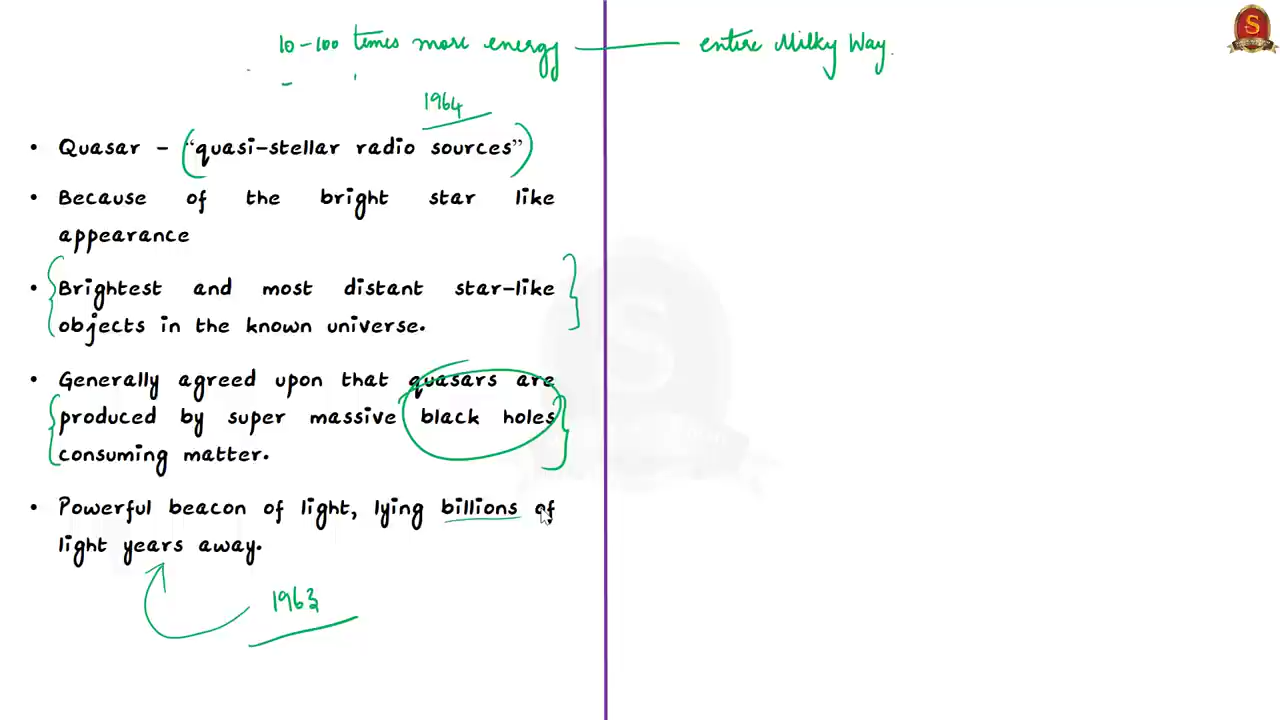 10-100 times more energy — entire Milky Way.
1964
• Quasar – “quasi-stellar radio sources”
• Because of the bright star like
appearance
• Brightest and most distant star-like
objects in the known universe.
• Generally agreed upon that quasars are
produced by super massive black holes
consuming matter.
• Powerful beacon of light, lying billions of
light years away.
1963
S